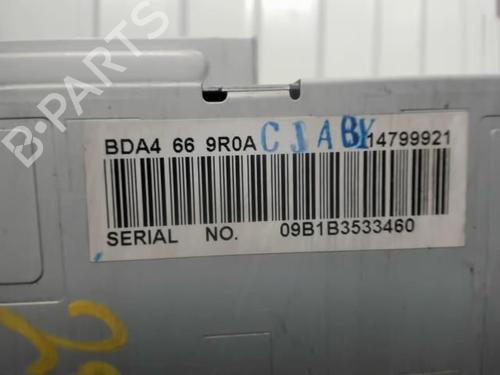 BDA4 66 9R0A CJABY 14799921
SERIAL NO. 09B1B3533460
B-PARTS